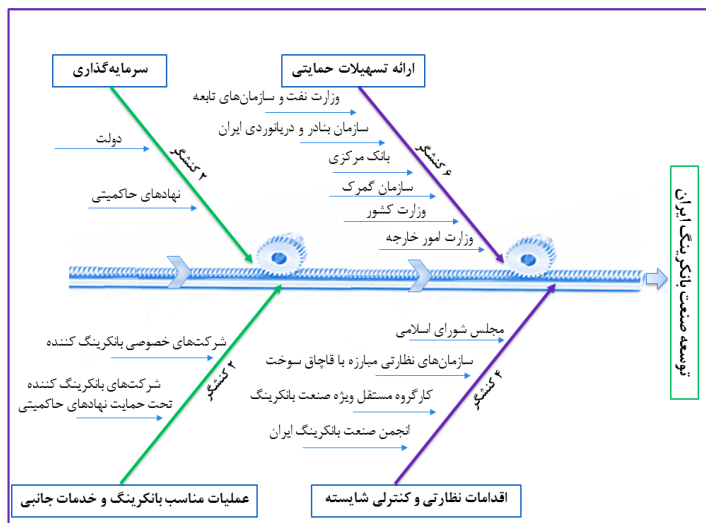 ارائه تسهیلات حمایتی
سرمایه‌گذاری
وزارت نفت و سازمان‌های تابعه
سازمان بنادر و دریانوردی ایران
بانک مرکزی
سازمان گمرک
وزارت کشور
وزارت امور خارجه
۶ کنشگر
دولت
نهادهای حاکمیتی
۲ کنشگر
توسعه صنعت بانکرینگ ایران
مجلس شورای اسلامی
سازمان‌های نظارتی مبارزه با قاچاق سوخت
کارگروه مستقل ویژه صنعت بانکرینگ
انجمن صنعت بانکرینگ ایران
۴ کنشگر
شرکت‌های خصوصی بانکرینگ کننده
شرکت‌های بانکرینگ کننده
تحت حمایت نهادهای حاکمیتی
۲ کنشگر
اقدامات نظارتی و کنترلی شایسته
عملیات مناسب بانکرینگ و خدمات جانبی